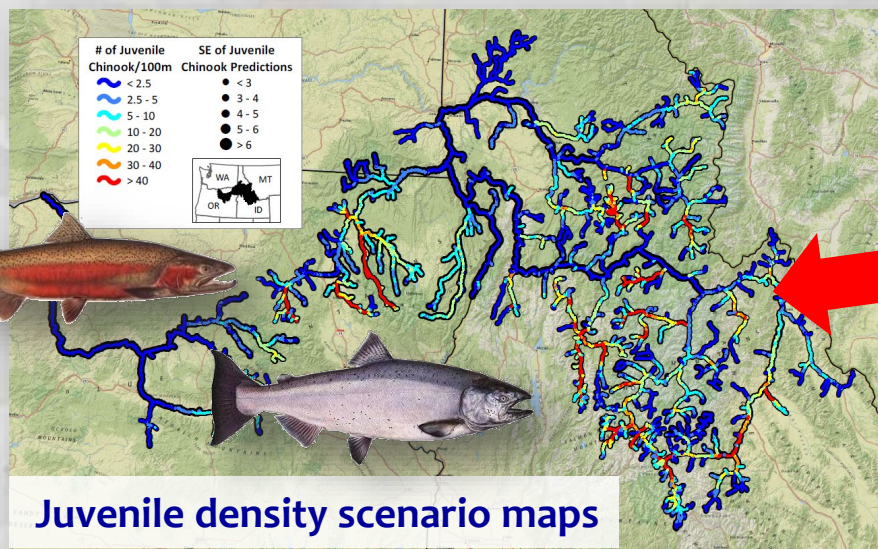 # of Juvenile
Chinook/100m
< 2.5
2.5 - 5
5 - 10
10 - 20
20 - 30
30 - 40
> 40
SE of Juvenile
Chinook Predictions
< 3
3 - 4
4 - 5
5 - 6
> 6
WA
MT
OR
ID
Juvenile density scenario maps